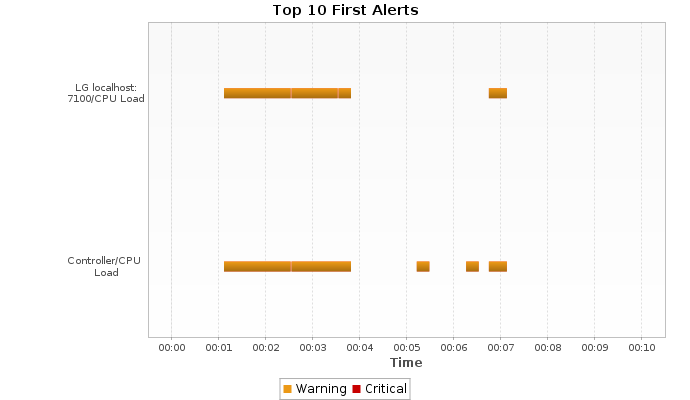 Top 10 First Alerts
LG localhost:
7100/CPU Load
Controller/CPU
Load
00:00 00:01 00:02 00:03 00:04 00:05 00:06 00:07 00:08 00:09 00:10
Time
Warning Critical